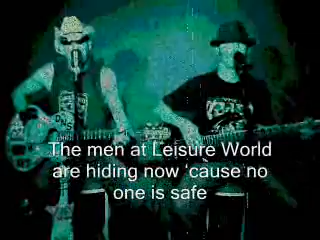 The men at Leisure World
are hiding now ‘cause no
one is safe